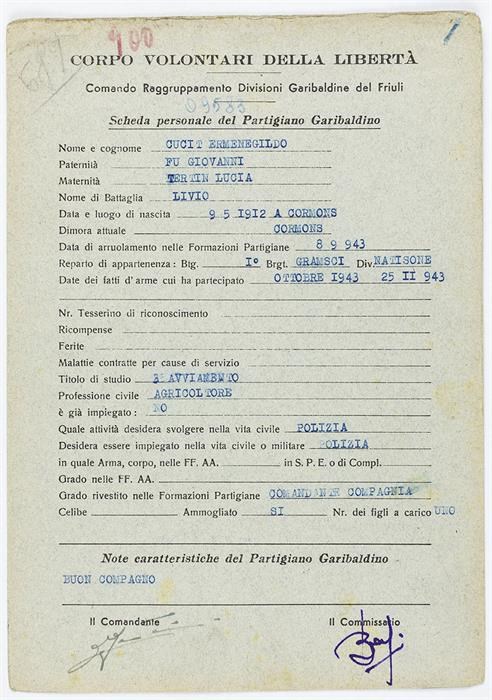 689 900 1
CORPO VOLONTARI DELLA LIBERTÀ
Comando Raggruppamento Divisioni Garibaldine del Friuli
09583
Scheda personale del Partigiano Garibaldino
Nome e cognome CUCIT ERMENEGILDO
Paternità FU GIOVANNI
Maternità TERTIN LUCIA
Nome di Battaglia LIVIO
Data e luogo di nascita 9 5 1912 A CORMONS
Dimora attuale CORMONS
Data di arruolamento nelle Formazioni Partigiane 8 9 943
Reparto di appartenenza: Btg. I° Brgt. GRAMSCI Div. NATISONE
Date dei fatti d'arme cui ha partecipato OTTOBRE 1943 25 II 943
Nr. Tesserino di riconoscimento
Ricompense
Ferite
Malattie contratte per cause di servizio
Titolo di studio 3 AVVIAMENTO
Professione civile AGRICOLTORE
è già impiegato: NO
Quale attività desidera svolgere nella vita civile POLIZIA
Desidera essere impiegato nella vita civile o militare POLIZIA
in quale Arma, corpo, nelle FF. AA. in S. P. E. o di Compl.
Grado nelle FF. AA.
Grado rivestito nelle Formazioni Partigiane COMANDANTE COMPAGNIA
Celibe Ammogliato SI Nr. dei figli a carico UNO
Note caratteristiche del Partigiano Garibaldino
BUON COMPAGNO
Il Comandante Il Commissario